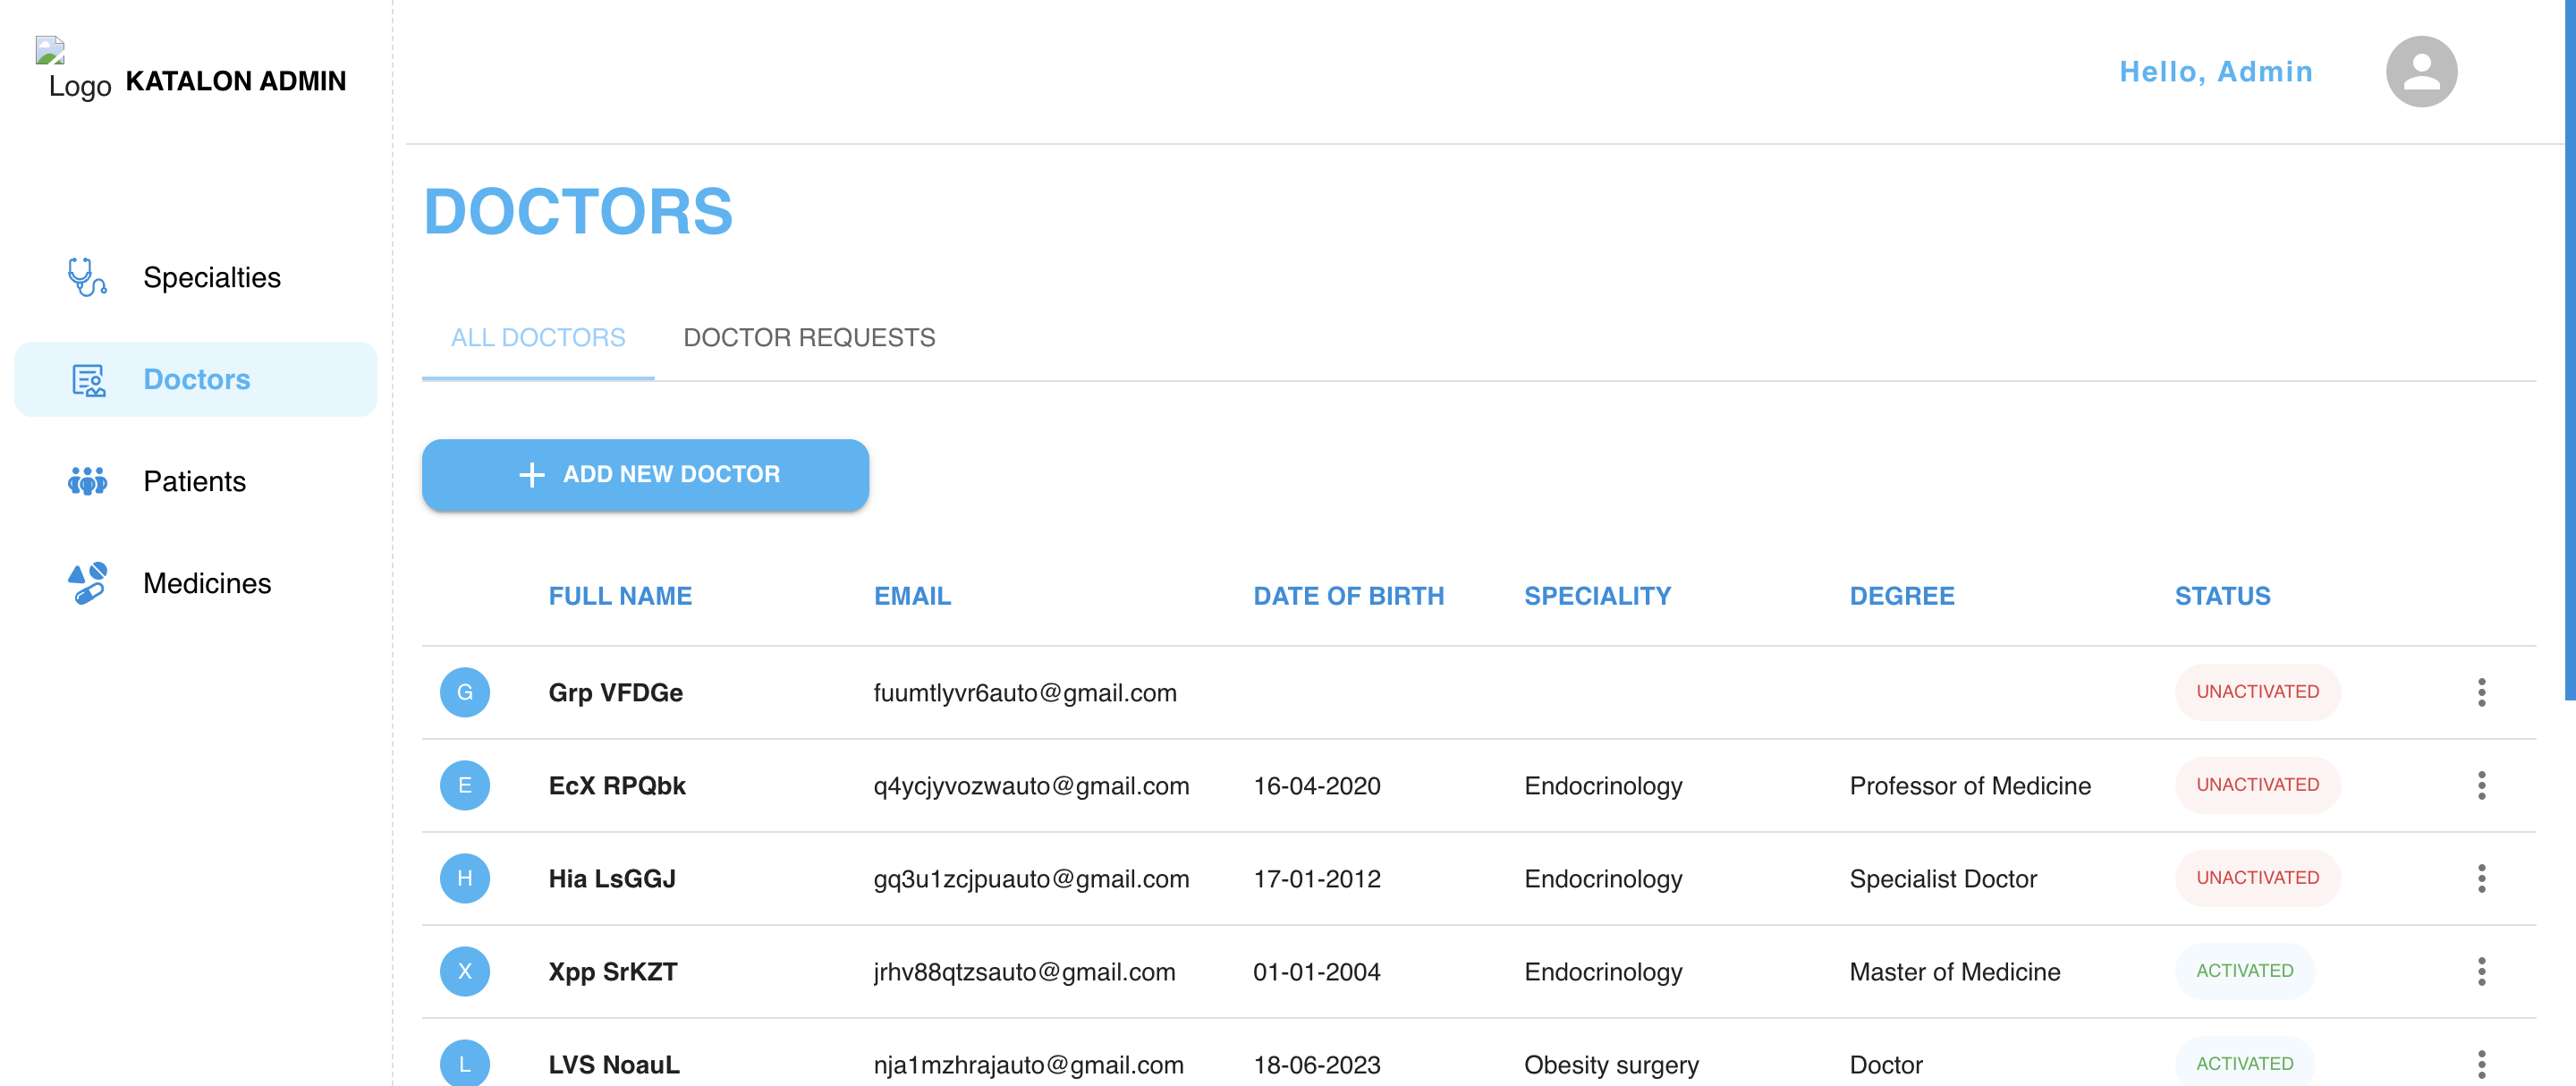 Logo KATALON ADMIN
Hello, Admin
Specialties
Doctors
Patients
Medicines
DOCTORS
ALL DOCTORS DOCTOR REQUESTS
+ ADD NEW DOCTOR
FULL NAME EMAIL DATE OF BIRTH SPECIALITY DEGREE STATUS
G Grp VFDGe fuumtlyvr6auto@gmail.com UNACTIVATED
E EcX RPQbk q4ycjyvozwauto@gmail.com 16-04-2020 Endocrinology Professor of Medicine UNACTIVATED
H Hia LsGGJ gq3u1zcjpuauto@gmail.com 17-01-2012 Endocrinology Specialist Doctor UNACTIVATED
X Xpp SrKZT jrhv88qtzsauto@gmail.com 01-01-2004 Endocrinology Master of Medicine ACTIVATED
L LVS NoauL nja1mzhrajauto@gmail.com 18-06-2023 Obesity surgery Doctor ACTIVATED